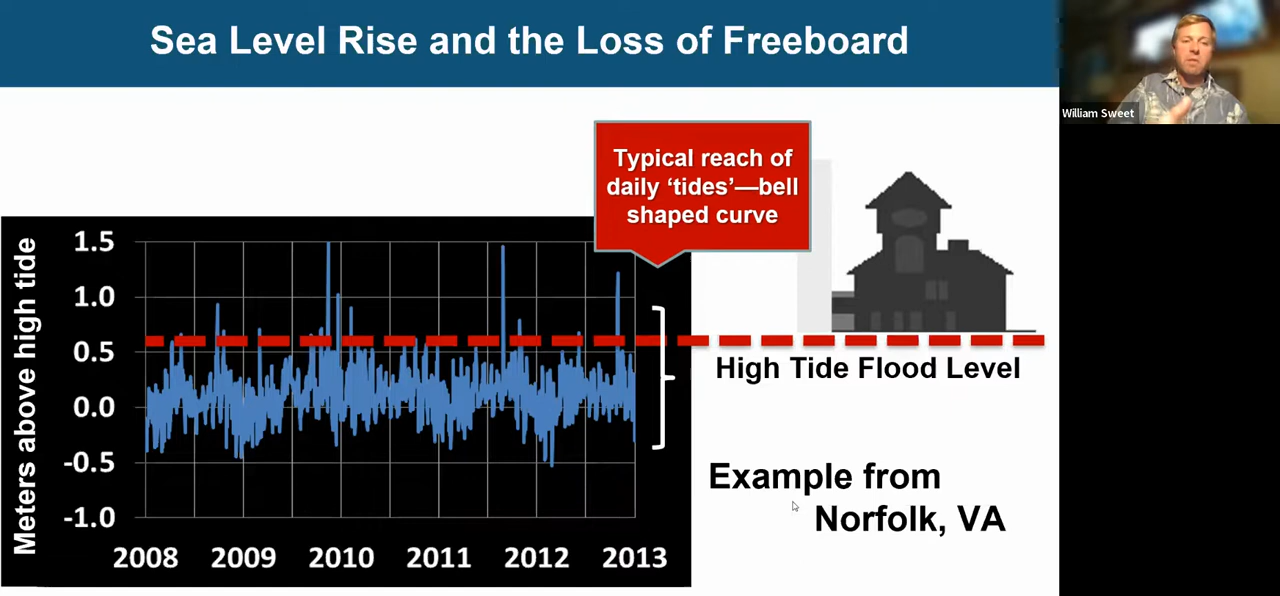 Sea Level Rise and the Loss of Freeboard
William Sweet
Typical reach of
daily ‘tides’—bell
shaped curve
Meters above high tide
1.5
1.0
0.5
0.0
-0.5
-1.0
2008 2009 2010 2011 2012 2013
High Tide Flood Level
Example from
Norfolk, VA